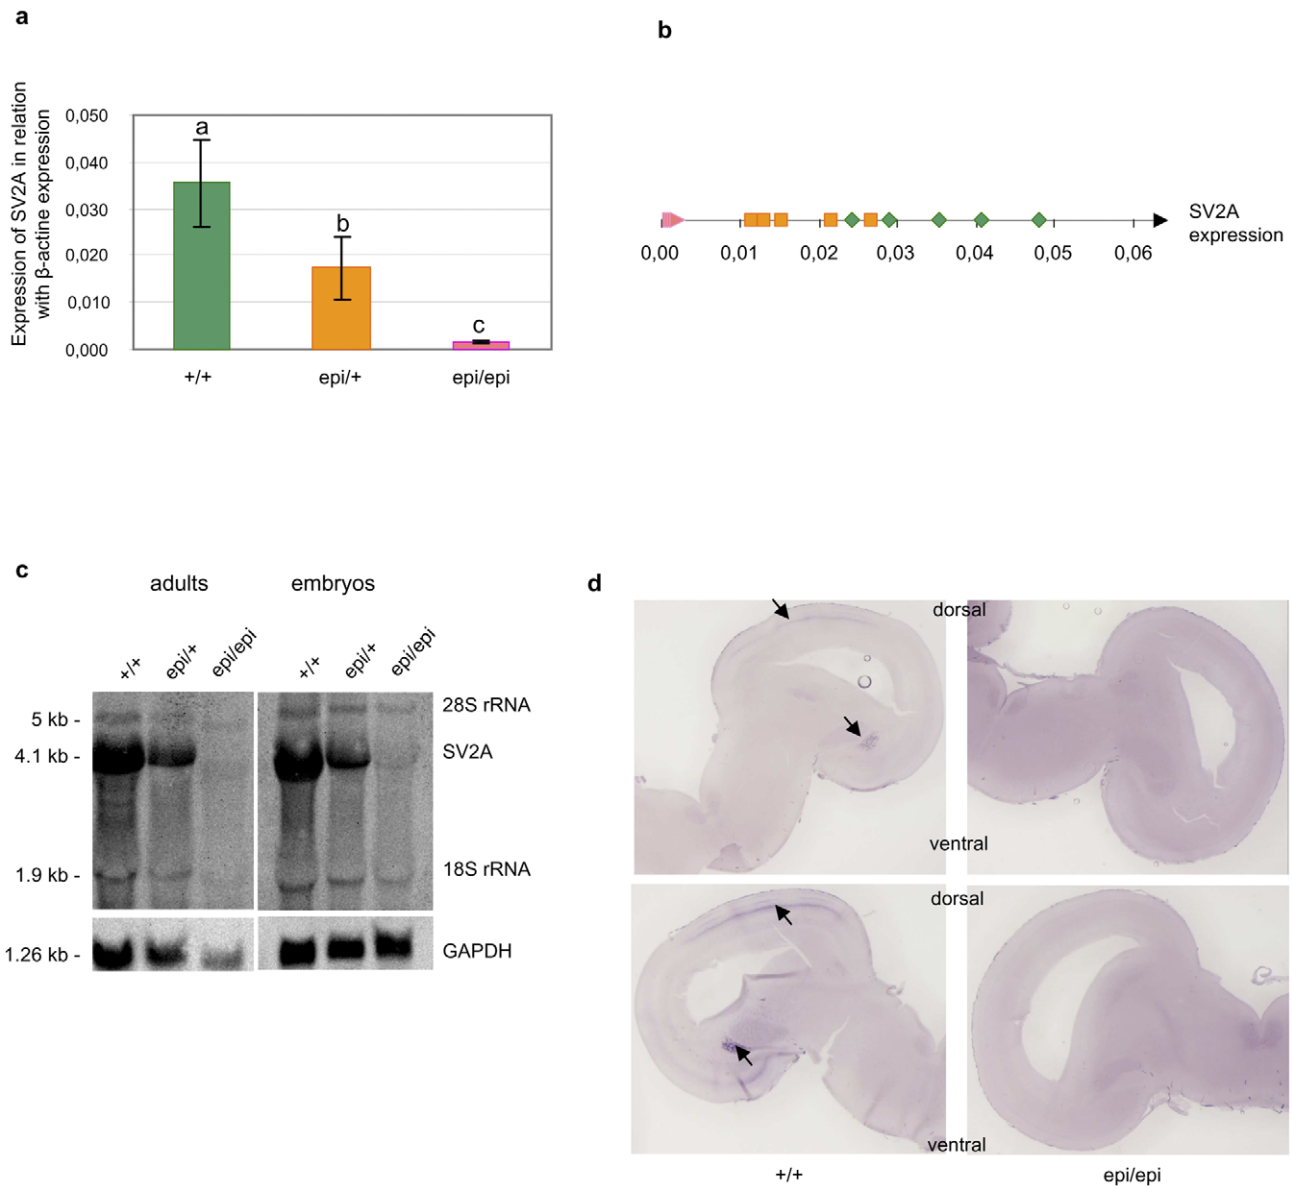 a
Expression of SV2A in relation
with β-actine expression
0,050
0,040
0,030
0,020
0,010
0,000
a
b
c
+/+
epi/+
epi/epi
b
0,00
0,01
0,02
0,03
0,04
0,05
0,06
SV2A
expression
c
adults
embryos
+/+
epi/+
epi/epi
+/+
epi/+
epi/epi
5 kb -
4.1 kb -
1.9 kb -
1.26 kb -
28S rRNA
SV2A
18S rRNA
GAPDH
d
dorsal
ventral
dorsal
ventral
+/+
epi/epi